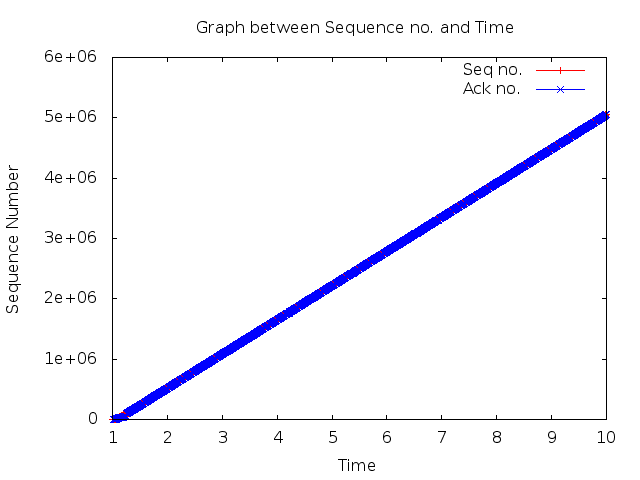 Graph between Sequence no. and Time
6e+06
5e+06
4e+06
3e+06
2e+06
1e+06
0
Sequence Number
Seq no.
Ack no.
1 2 3 4 5 6 7 8 9 10
Time